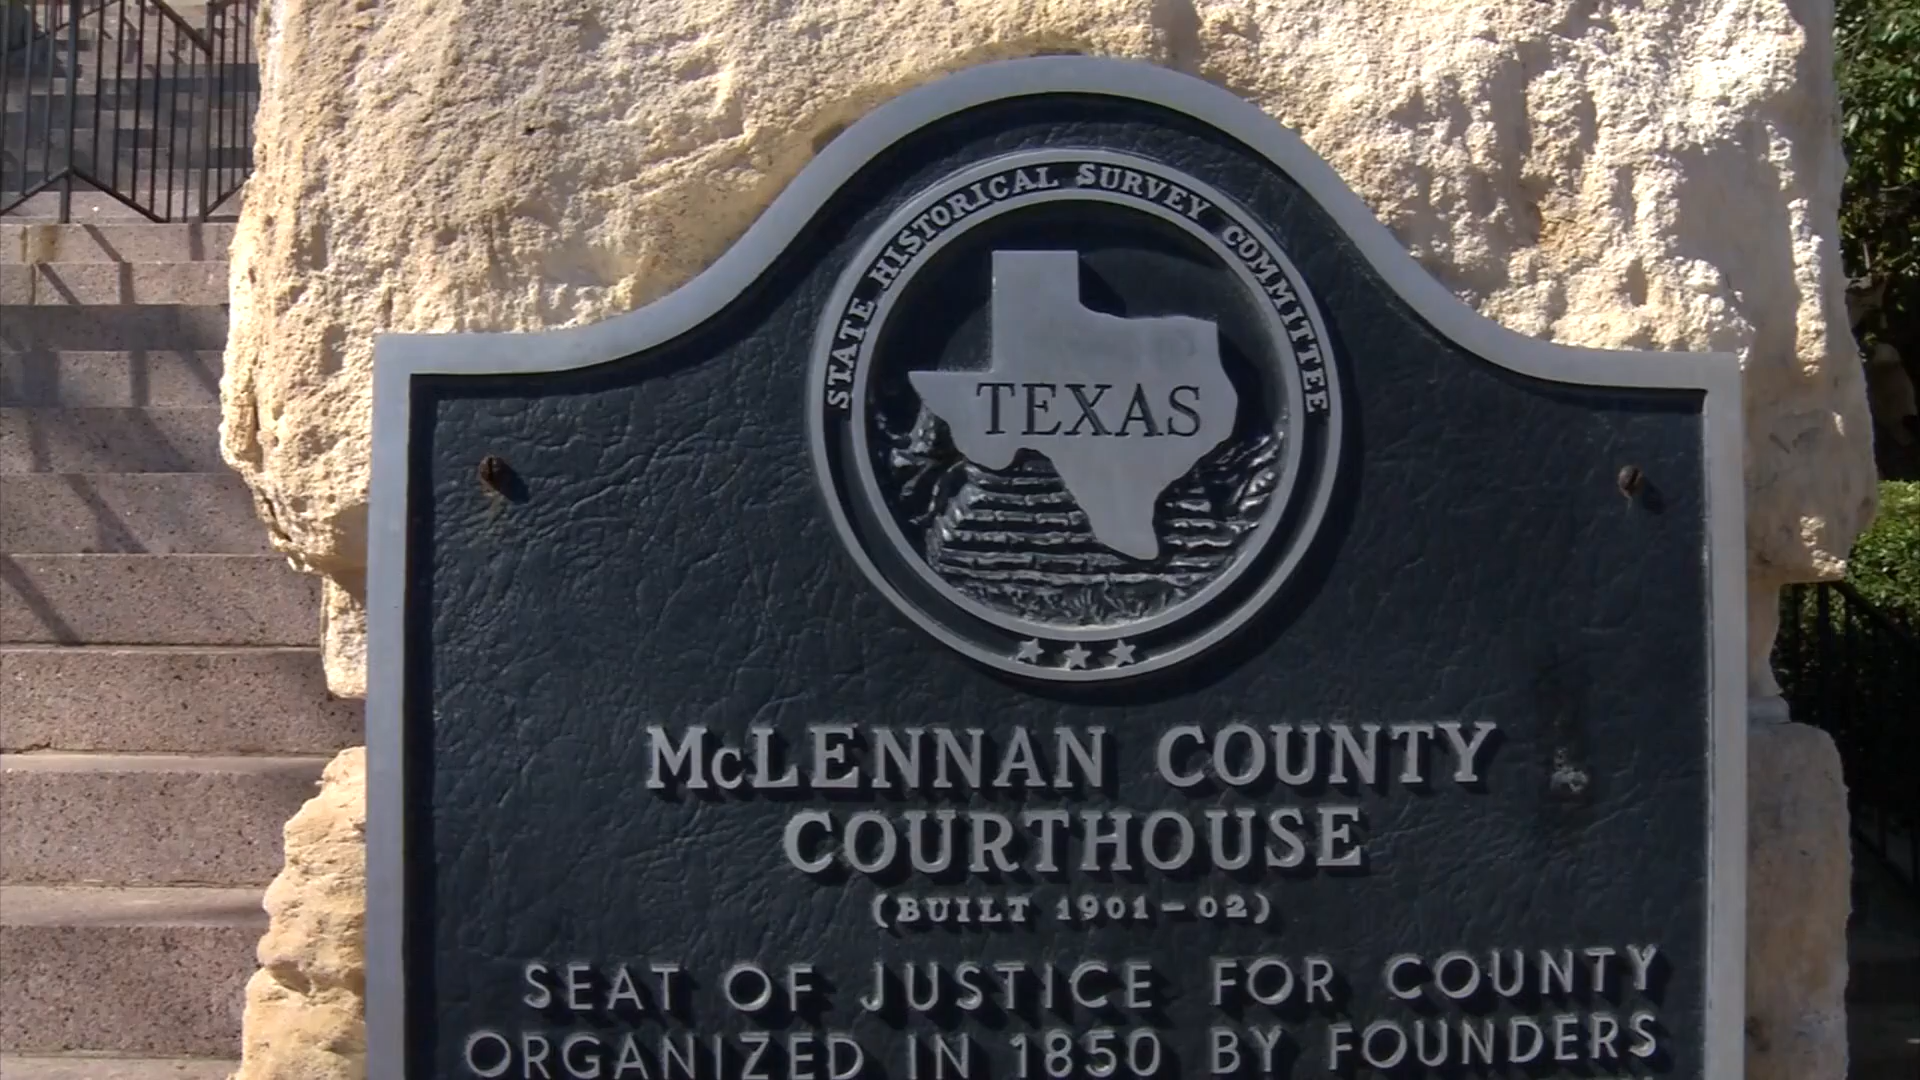 STATE HISTORICAL SURVEY COMMITTEE
TEXAS
McLENNAN COUNTY
COURTHOUSE
(BUILT 1901-02)
SEAT OF JUSTICE FOR COUNTY
ORGANIZED IN 1850 BY FOUNDERS